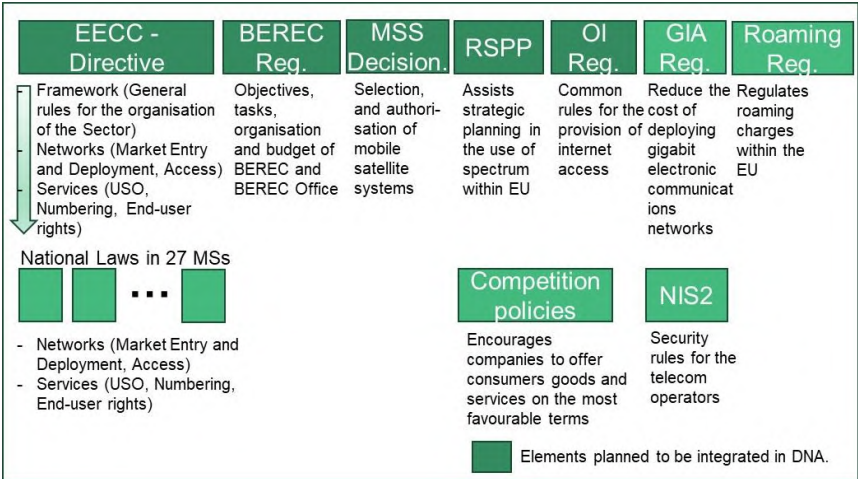 EECC -
Directive
- Framework (General
rules for the organisation
of the Sector)
- Networks (Market Entry
and Deployment, Access)
- Services (USO,
Numbering, End-user
rights)
BEREC
Reg.
Objectives,
tasks,
organisation
and budget of
BEREC and
BEREC Office
MSS
Decision.
Selection,
and authori-
sation of
mobile
satellite
systems
RSPP
Assists
strategic
planning in
the use of
spectrum
within EU
OI
Reg.
Common
rules for the
provision of
internet
access
GIA
Reg.
Reduce the
cost of
deploying
gigabit
electronic
communicat
ions
networks
Roaming
Reg.
Regulates
roaming
charges
within the
EU
National Laws in 27 MSs
...
- Networks (Market Entry and
Deployment, Access)
- Services (USO, Numbering,
End-user rights)
Competition
policies
Encourages
companies to offer
consumers goods and
services on the most
favourable terms
NIS2
Security
rules for the
telecom
operators
Elements planned to be integrated in DNA.